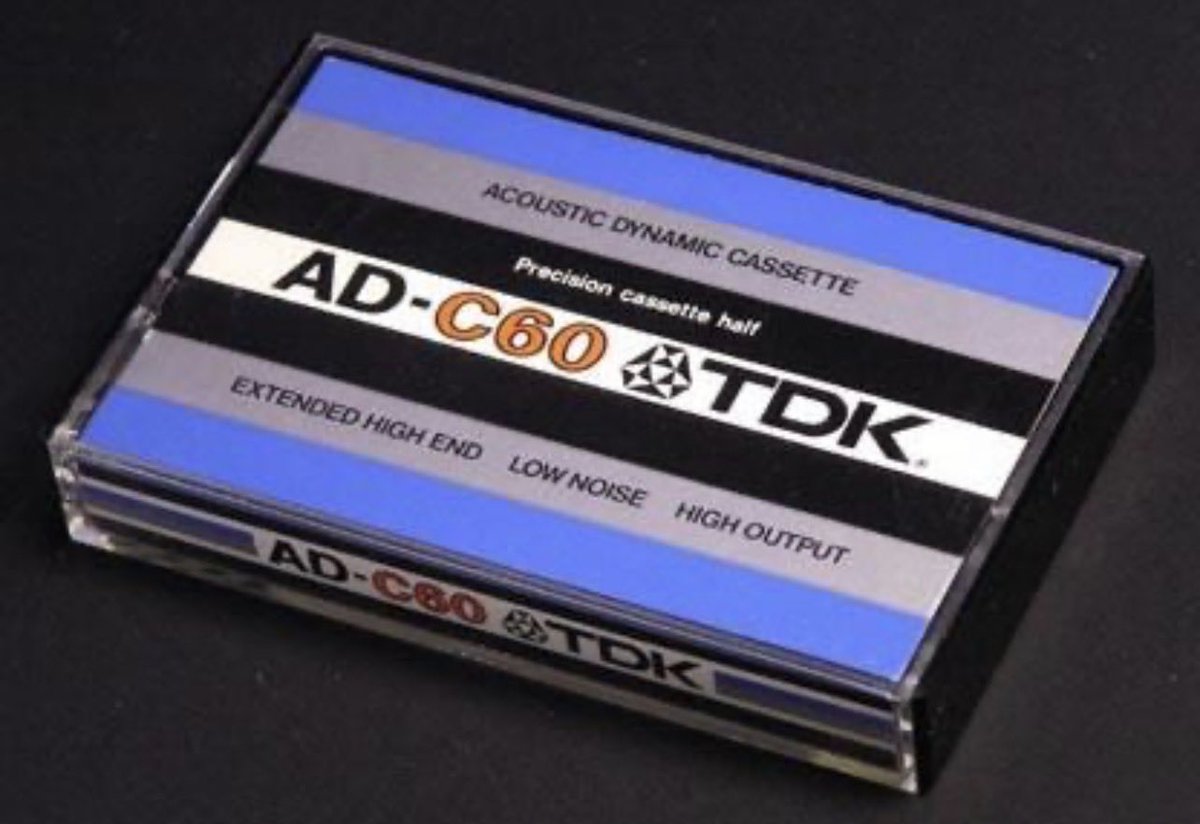 ACOUSTIC DYNAMIC CASSETTE
Precision cassette half
AD-C60 TDK
EXTENDED HIGH END LOW NOISE HIGH OUTPUT
AD-C60 TDK